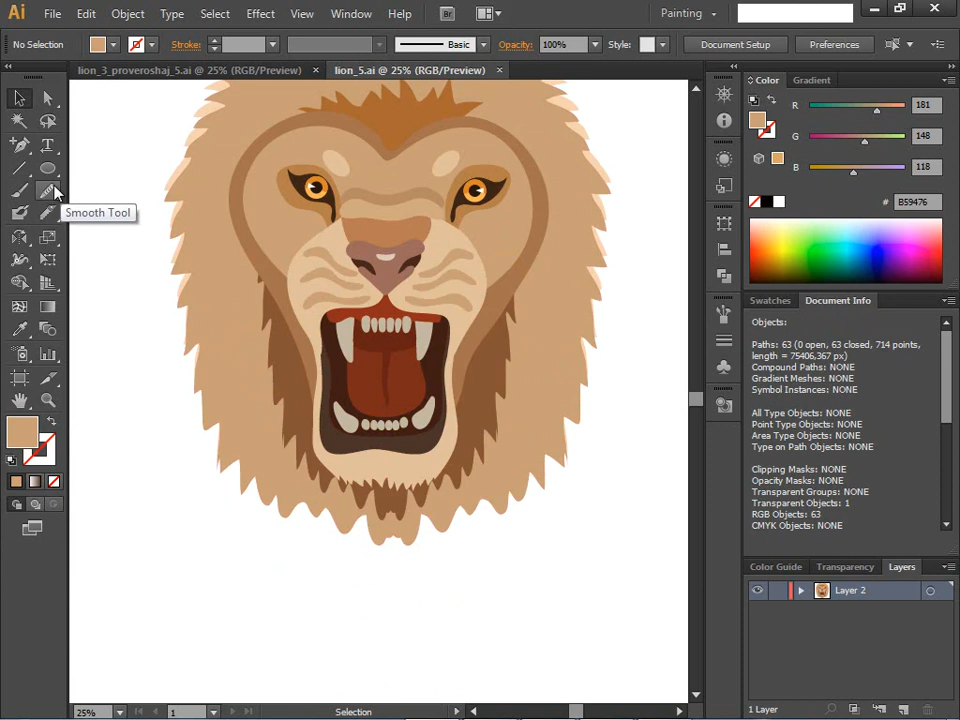 Ai File Edit Object Type Select Effect View Window Help Br Painting
No Selection Stroke: Basic Opacity: 100% Style: Document Setup Preferences
lion_3_proveroshaj_5.ai @ 25% (RGB/Preview) × lion_5.ai @ 25% (RGB/Preview) ×
Color Gradient
R 181
G 148
B 118
# B59476
T
Smooth Tool
Swatches Document Info
Objects:
Paths: 63 (0 open, 63 closed, 714 points,
length = 75406,367 px)
Compound Paths: NONE
Gradient Meshes: NONE
Symbol Instances: NONE
All Type Objects: NONE
Point Type Objects: NONE
Area Type Objects: NONE
Type on Path Objects: NONE
Clipping Masks: NONE
Opacity Masks: NONE
Transparent Groups: NONE
Transparent Objects: 1
RGB Objects: 63
CMYK Objects: NONE
Color Guide Transparency Layers
Layer 2
1 Layer
25% 1 Selection